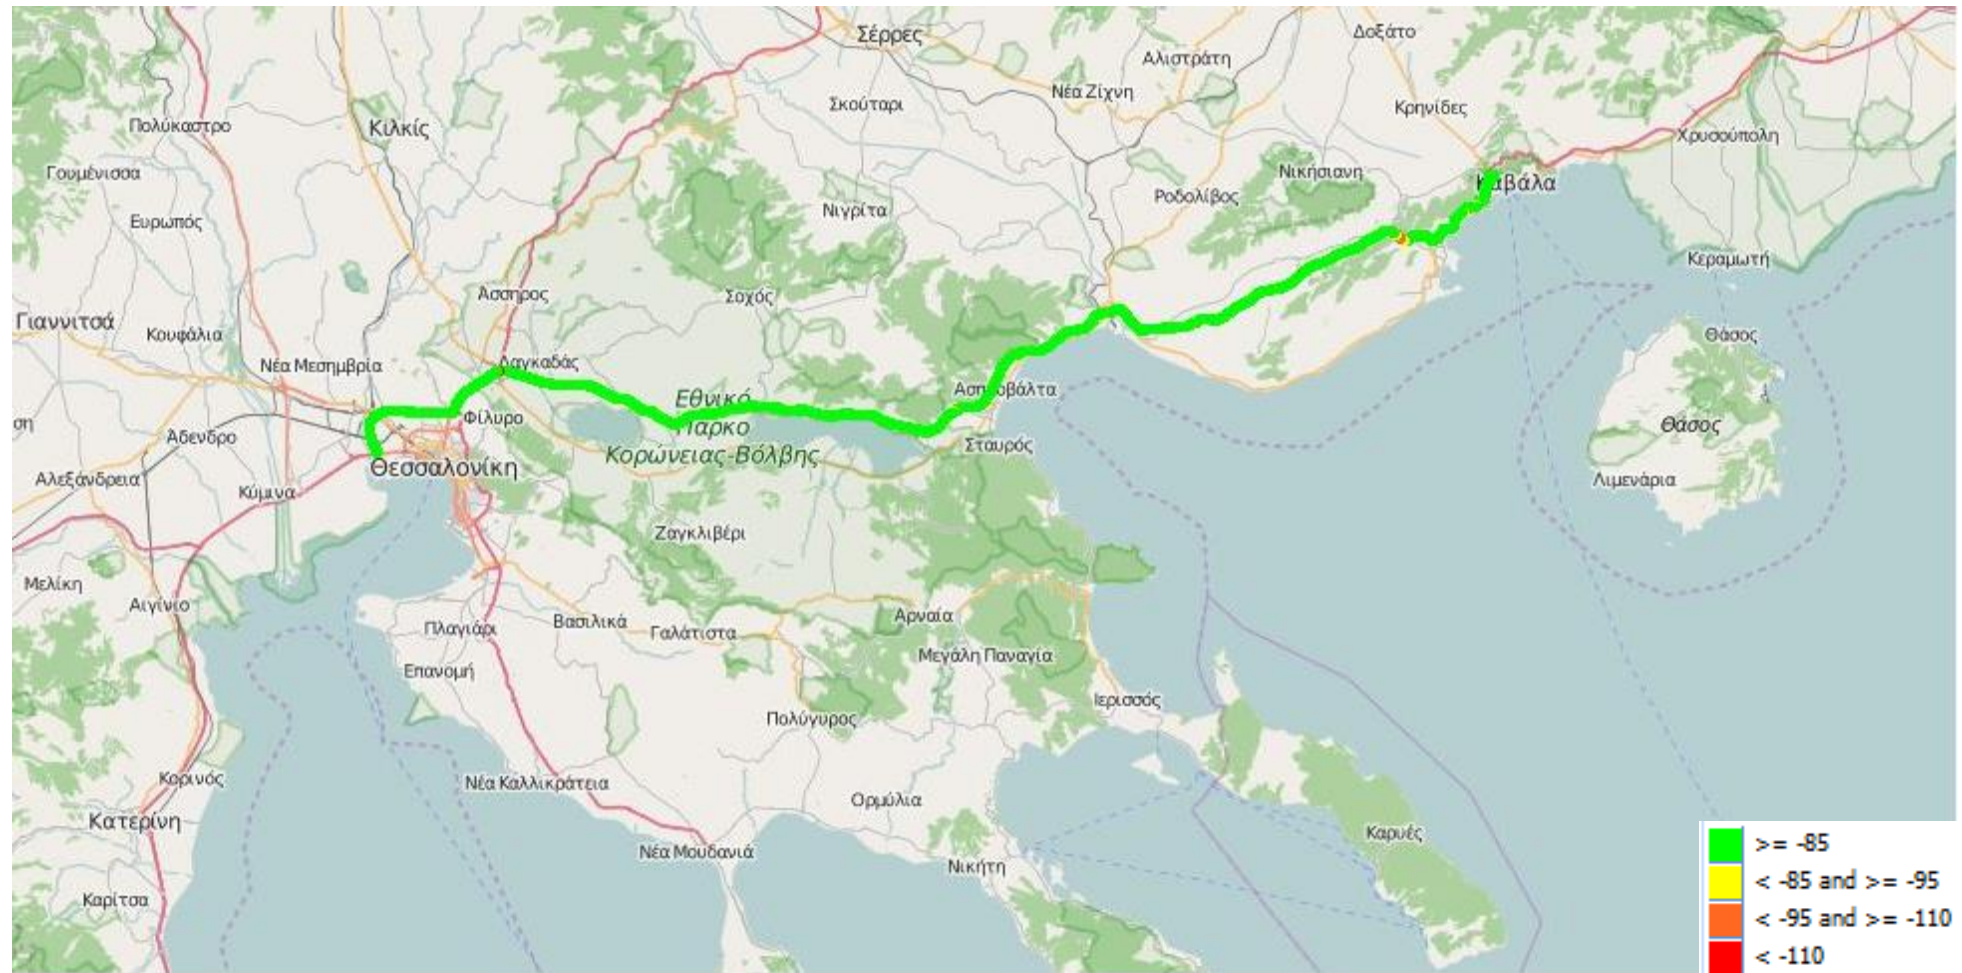 Σέρρες
Δοξάτο
Αλιστράτη
Νέα Ζίχνη
Σκούταρι
Κρηνίδες
Πολύκαστρο
Κιλκίς
Χρυσούπολη
Γουμένισσα
Νικήσιανη
Καβάλα
Ροδολίβος
Νιγρίτα
Ευρωπός
Κεραμωτή
Άσσηρος
Σοχός
Γιαννιτσά
Κουφάλια
Θάσος
Νέα Μεσημβρία
Λαγκαδάς
Ασπροβάλτα
Εθνικό
Πάρκο
Κορώνειας-Βόλβης
Φίλυρο
ση
Άδενδρο
Θάσος
Σταυρός
Θεσσαλονίκη
Αλεξάνδρεια
Κύμινα
Λιμενάρια
Ζαγκλιβέρι
Μελίκη
Αιγίνιο
Αρναία
Πλαγιάρι
Βασιλικά
Γαλάτιστα
Μεγάλη Παναγία
Επανομή
Ιερισσός
Πολύγυρος
Κορινός
Νέα Καλλικράτεια
Ορμύλια
Κατερίνη
Καρυές
Νέα Μουδανιά
Νικήτη
Καρίτσα
>= -85
< -85 and >= -95
< -95 and >= -110
< -110